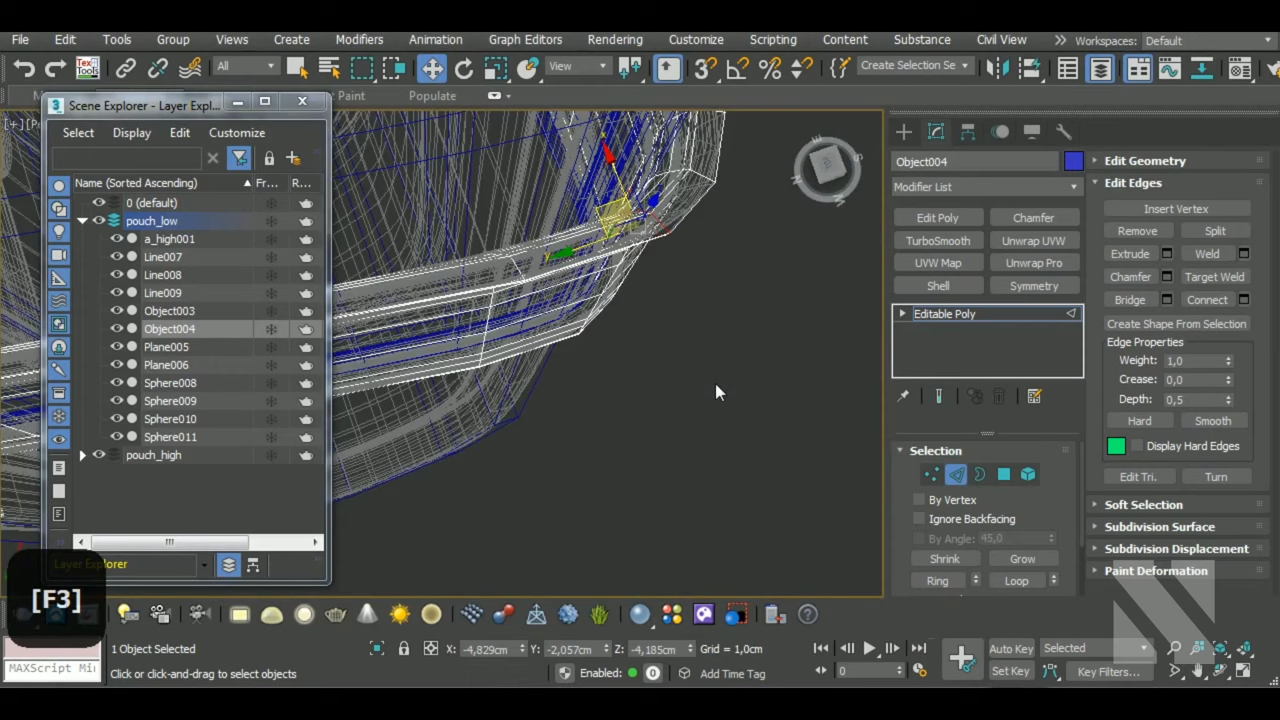 File Edit Tools Group Views Create Modifiers Animation Graph Editors Rendering Customize Scripting Content Substance Civil View Workspaces: Default
All View Create Selection Se
Paint Populate
Scene Explorer - Layer Expl...
Select Display Edit Customize
Name (Sorted Ascending) Fr... R...
0 (default)
pouch_low
a_high001
Line007
Line008
Line009
Object003
Object004
Plane005
Plane006
Sphere008
Sphere009
Sphere010
Sphere011
pouch_high
Layer Explorer
[F3]
Object004
Modifier List
Edit Poly Chamfer
TurboSmooth Unwrap UVW
UVW Map Unwrap Pro
Shell Symmetry
Editable Poly
Selection
By Vertex
Ignore Backfacing
By Angle: 45,0
Shrink Grow
Ring Loop
Edit Geometry
Edit Edges
Insert Vertex
Remove Split
Extrude Weld
Chamfer Target Weld
Bridge Connect
Create Shape From Selection
Edge Properties
Weight: 1,0
Crease: 0,0
Depth: 0,5
Hard Smooth
Display Hard Edges
Edit Tri. Turn
Soft Selection
Subdivision Surface
Subdivision Displacement
Paint Deformation
1 Object Selected X: -4,829cm Y: -2,057cm Z: -4,185cm Grid = 1,0cm Auto Key Selected
MAXScript Mi Click or click-and-drag to select objects Enabled: 0 Add Time Tag 0 Set Key Key Filters...